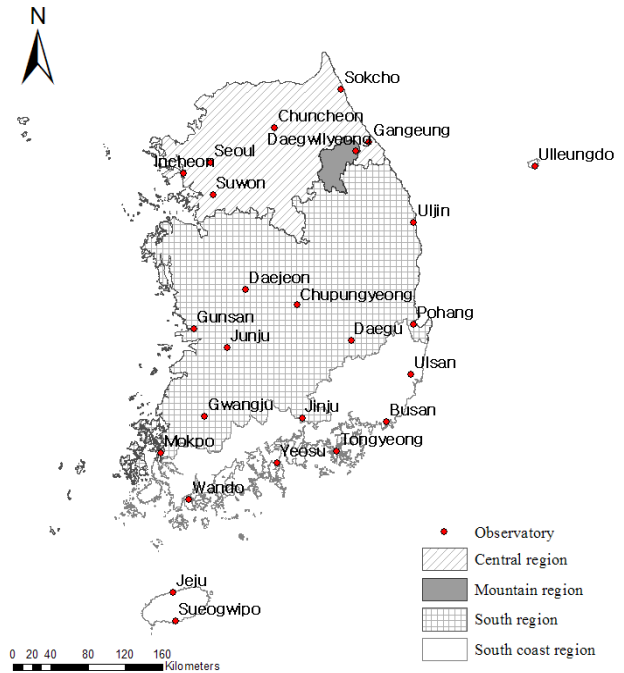 N
Sokcho
Chuncheon
Gangeung
Daegwllyeong
Seoul
Incheon
Ulleungdo
Suwon
Uljin
Daejeon
Chupungyeong
Gunsan
Pohang
Junju
Daegu
Ulsan
Gwangju
Jinju
Busan
Mokpo
Tongyeong
Yeosu
Wando
Observatory
Central region
Jeju
Mountain region
Sueogwipo
South region
South coast region
0 20 40 80 120 160
Kilometers